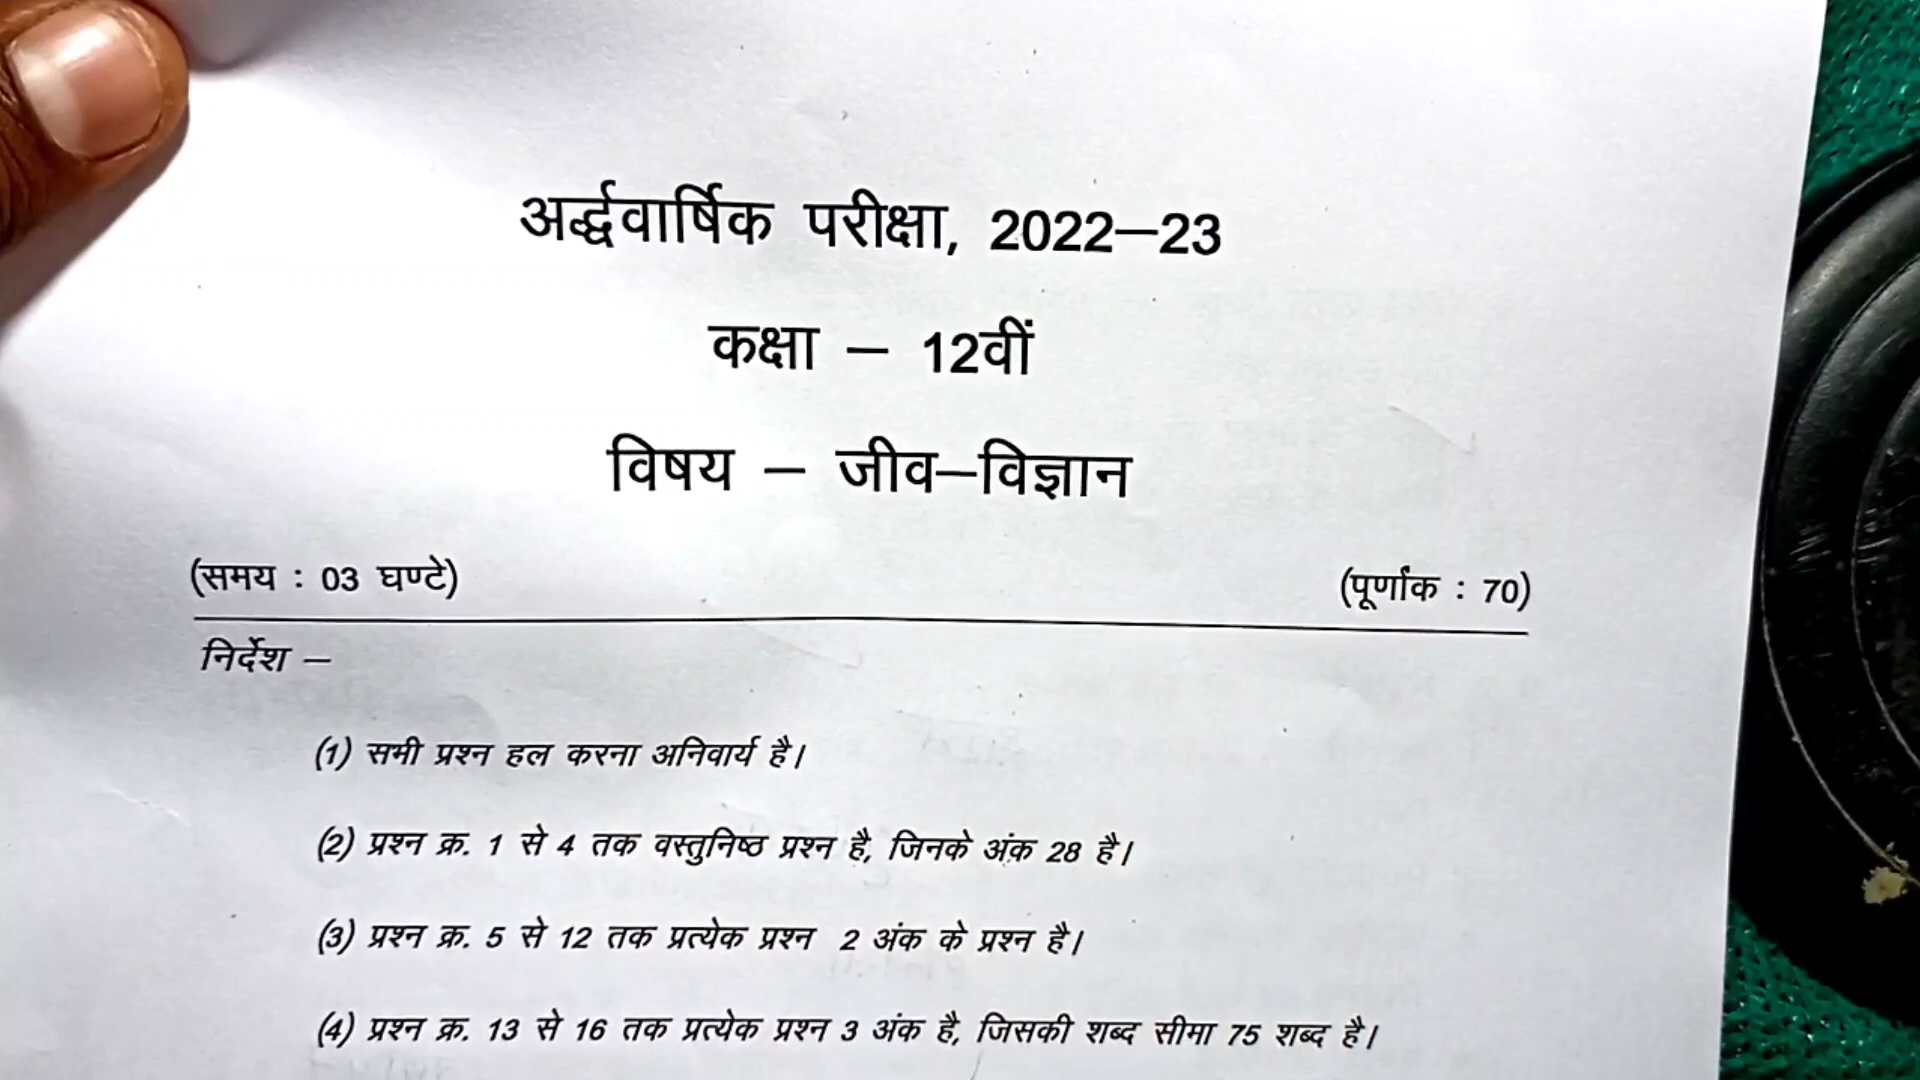 अर्द्धवार्षिक परीक्षा, 2022–23
कक्षा – 12वीं
विषय – जीव–विज्ञान
(समय : 03 घण्टे) (पूर्णांक : 70)
निर्देश –
(1) सभी प्रश्न हल करना अनिवार्य है।
(2) प्रश्न क्र. 1 से 4 तक वस्तुनिष्ठ प्रश्न है, जिनके अंक 28 है।
(3) प्रश्न क्र. 5 से 12 तक प्रत्येक प्रश्न 2 अंक के प्रश्न है।
(4) प्रश्न क्र. 13 से 16 तक प्रत्येक प्रश्न 3 अंक है, जिसकी शब्द सीमा 75 शब्द है।